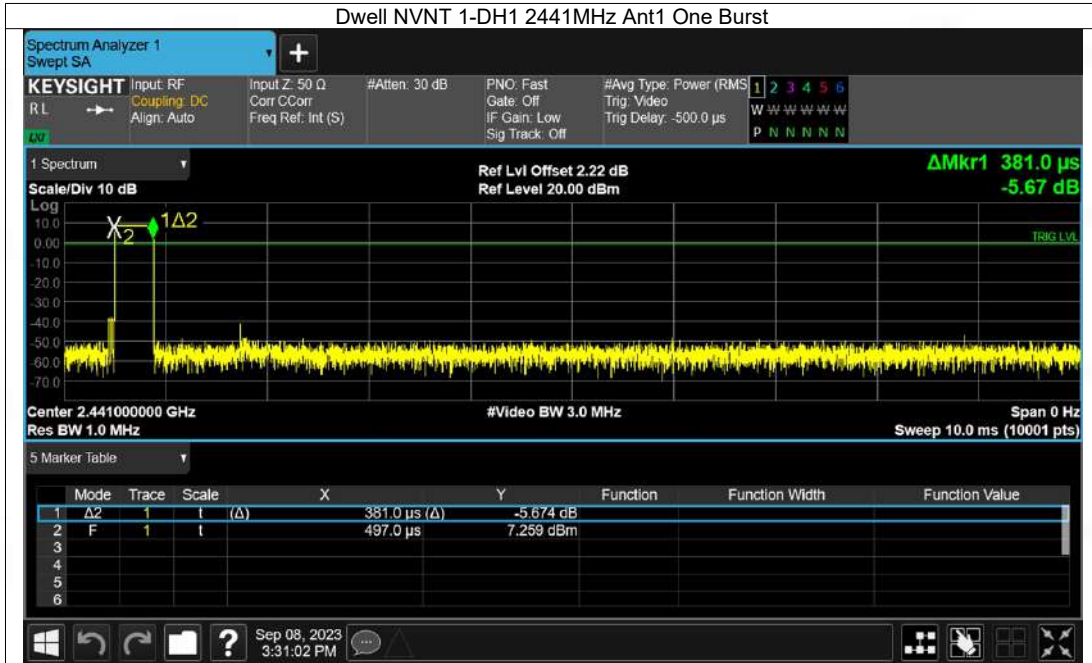 Dwell NVNT 1-DH1 2441MHz Ant1 One Burst
Spectrum Analyzer 1
Swept SA
+
KEYSIGHT Input: RF Input Z: 50 Ω #Atten: 30 dB PNO: Fast #Avg Type: Power (RMS 1 2 3 4 5 6
RL Coupling: DC Corr CCorr Gate: Off Trig: Video W W W W W W
Align: Auto Freq Ref: Int (S) IF Gain: Low Trig Delay: -500.0 µs
LXI Sig Track: Off P N N N N N
1 Spectrum Ref Lvl Offset 2.22 dB ΔMkr1 381.0 µs
Scale/Div 10 dB Ref Level 20.00 dBm -5.67 dB
Log
10.0 X2 1Δ2
0.00 TRIG LVL
-10.0
-20.0
-30.0
-40.0
-50.0
-60.0
-70.0
Center 2.441000000 GHz #Video BW 3.0 MHz Span 0 Hz
Res BW 1.0 MHz Sweep 10.0 ms (10001 pts)
5 Marker Table
Mode Trace Scale X Y Function Function Width Function Value
1 Δ2 1 t (Δ) 381.0 µs (Δ) -5.674 dB
2 F 1 t 497.0 µs 7.259 dBm
3
4
5
6
? Sep 08, 2023
3:31:02 PM